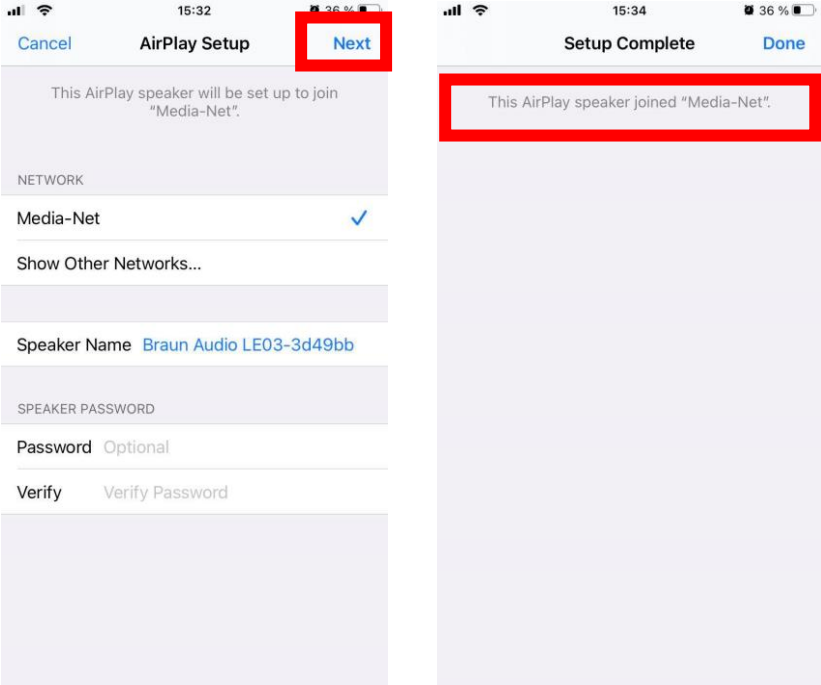 15:32
36 %
Cancel
AirPlay Setup
Next
This AirPlay speaker will be set up to join
“Media-Net”.
NETWORK
Media-Net
Show Other Networks...
Speaker Name Braun Audio LE03-3d49bb
SPEAKER PASSWORD
Password Optional
Verify Verify Password
15:34
36 %
Setup Complete
Done
This AirPlay speaker joined “Media-Net”.